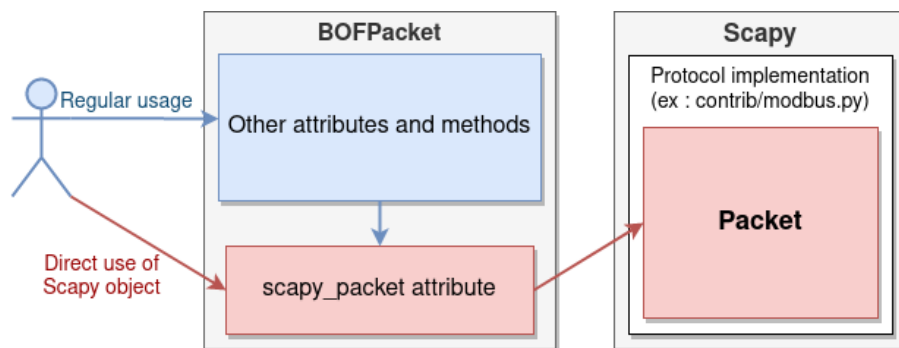 BOFPacket
Regular usage
Other attributes and methods
Direct use of
Scapy object
scapy_packet attribute
Scapy
Protocol implementation
(ex : contrib/modbus.py)
Packet